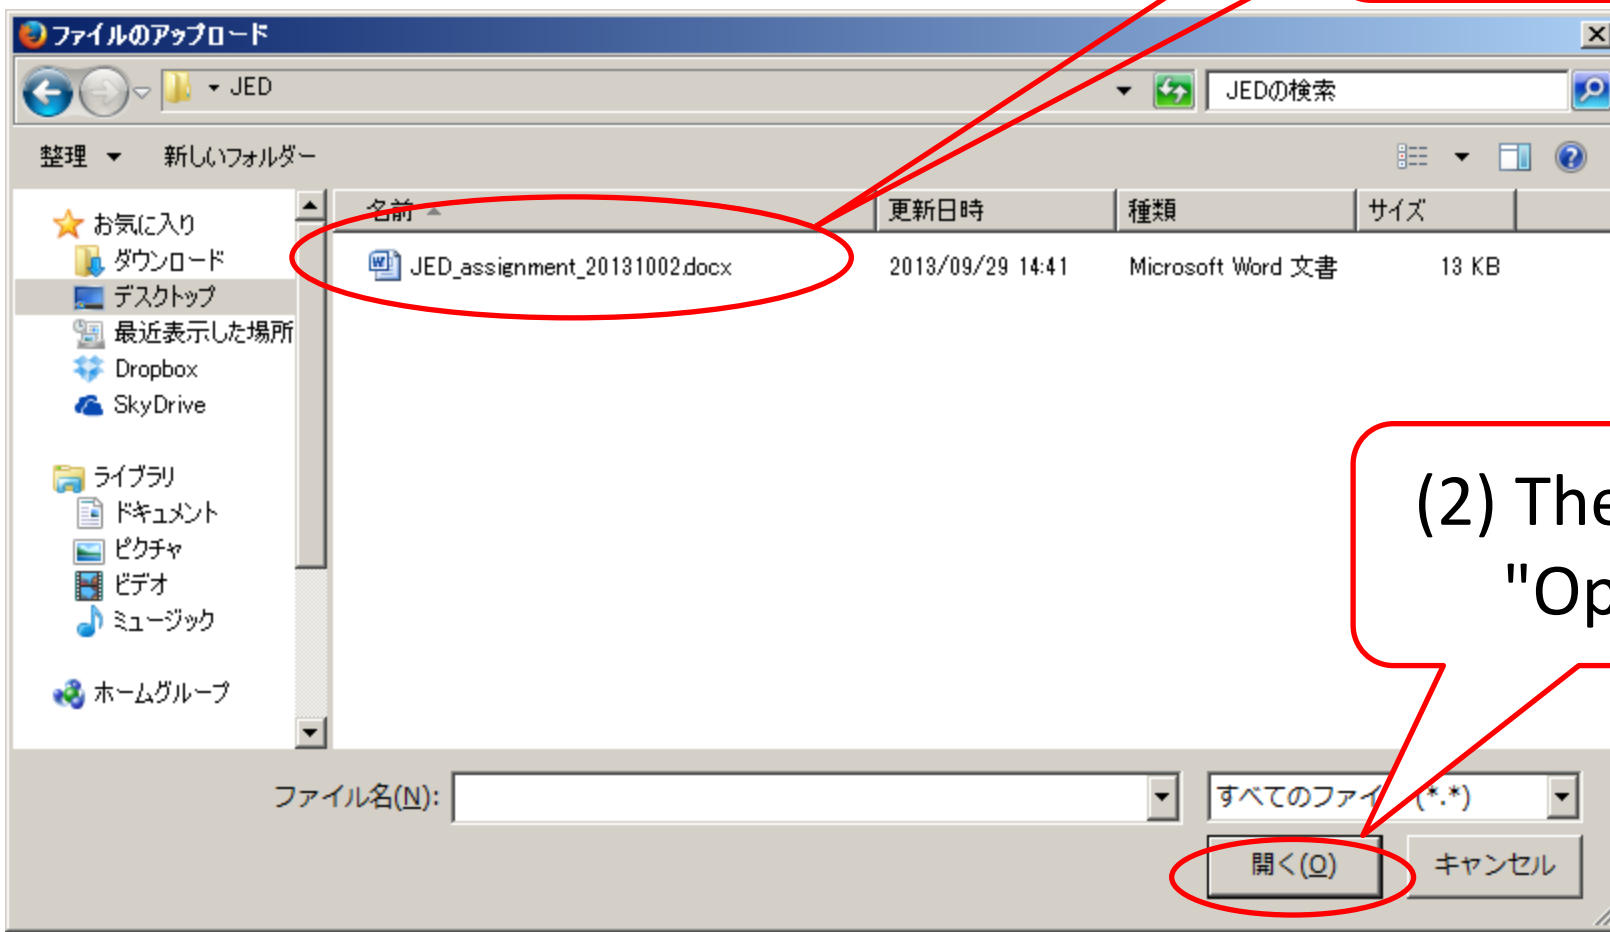 ファイルのアップロード
JED
JEDの検索
整理
新しいフォルダー
名前
更新日時
種類
サイズ
JED_assignment_20131002.docx
2013/09/29 14:41
Microsoft Word 文書
13 KB
お気に入り
ダウンロード
デスクトップ
最近表示した場所
Dropbox
SkyDrive
ライブラリ
ドキュメント
ピクチャ
ビデオ
ミュージック
ホームグループ
(2) The
"Op
ファイル名(N):
すべてのファイ (*.*)
開く(O)
キャンセル